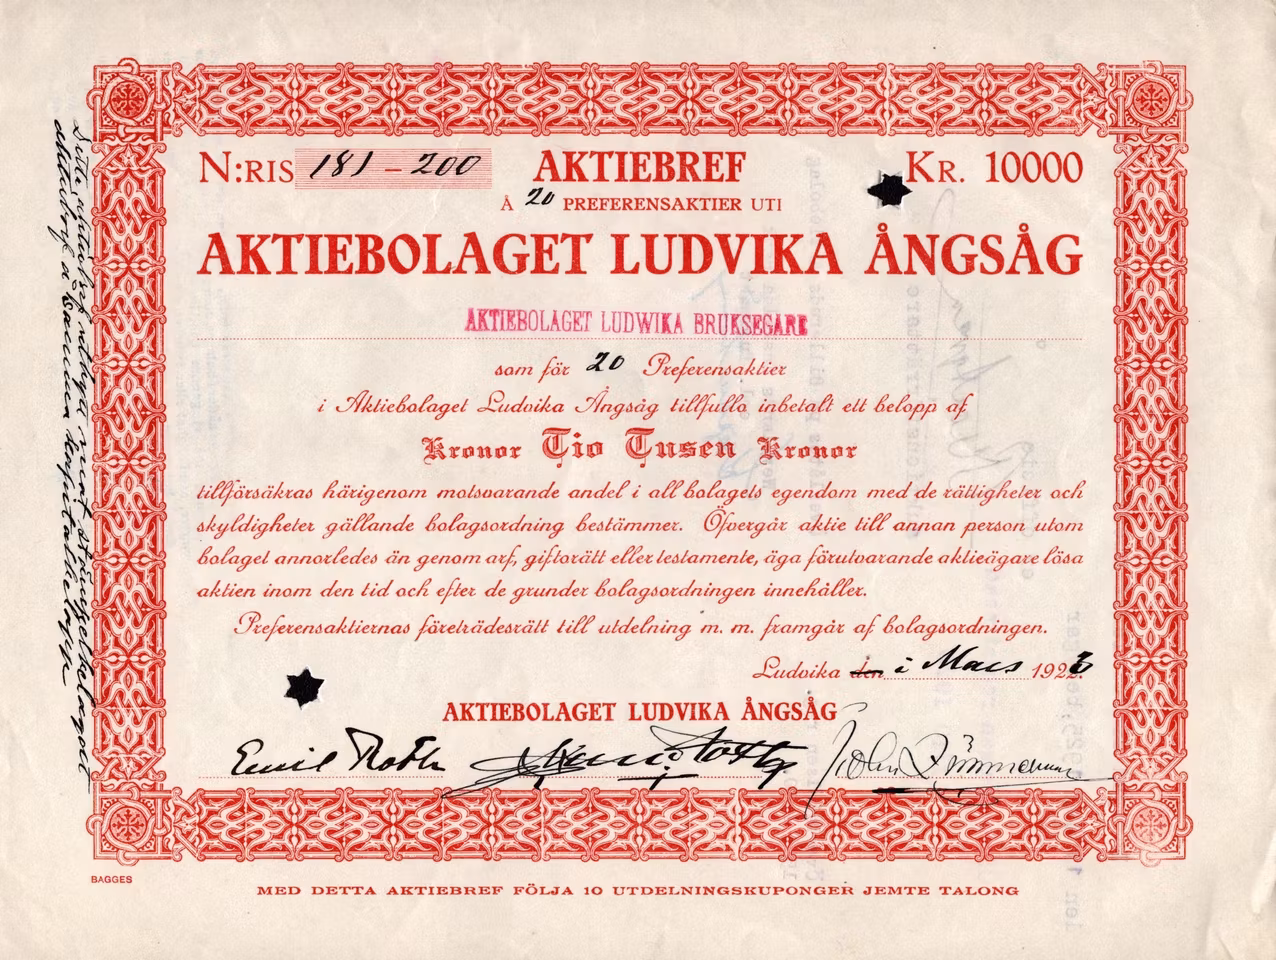 N:RIS 181 – 200 AKTIEBREF KR. 10000
Å 20 PREFERENSAKTIER UTI
AKTIEBOLAGET LUDVIKA ÅNGSÅG
AKTIEBOLAGET LUDWIKA BRUKSEGARE
som för 20 Preferensaktier
i Aktiebolaget Ludvika Ångsåg tillfullo inbetalt ett belopp af
Kronor Tio Tusen Kronor
tillförsäkras härigenom motsvarande andel i all bolagets egendom med de rättigheter och
skyldigheter gällande bolagsordning bestämmer. Öfvergår aktie till annan person utom
bolaget annorledes än genom arf, giftorätt eller testamente, äga förutvarande aktieägare lösa
aktien inom den tid och efter de grunder bolagsordningen innehåller.
Preferensaktiernas företrädesrätt till utdelning m. m. framgår af bolagsordningen.
Ludvika den i Mars 1923
AKTIEBOLAGET LUDVIKA ÅNGSÅG
Emil Roth
BAGGES
MED DETTA AKTIEBREF FÖLJA 10 UTDELNINGSKUPONGER JEMTE TALONG